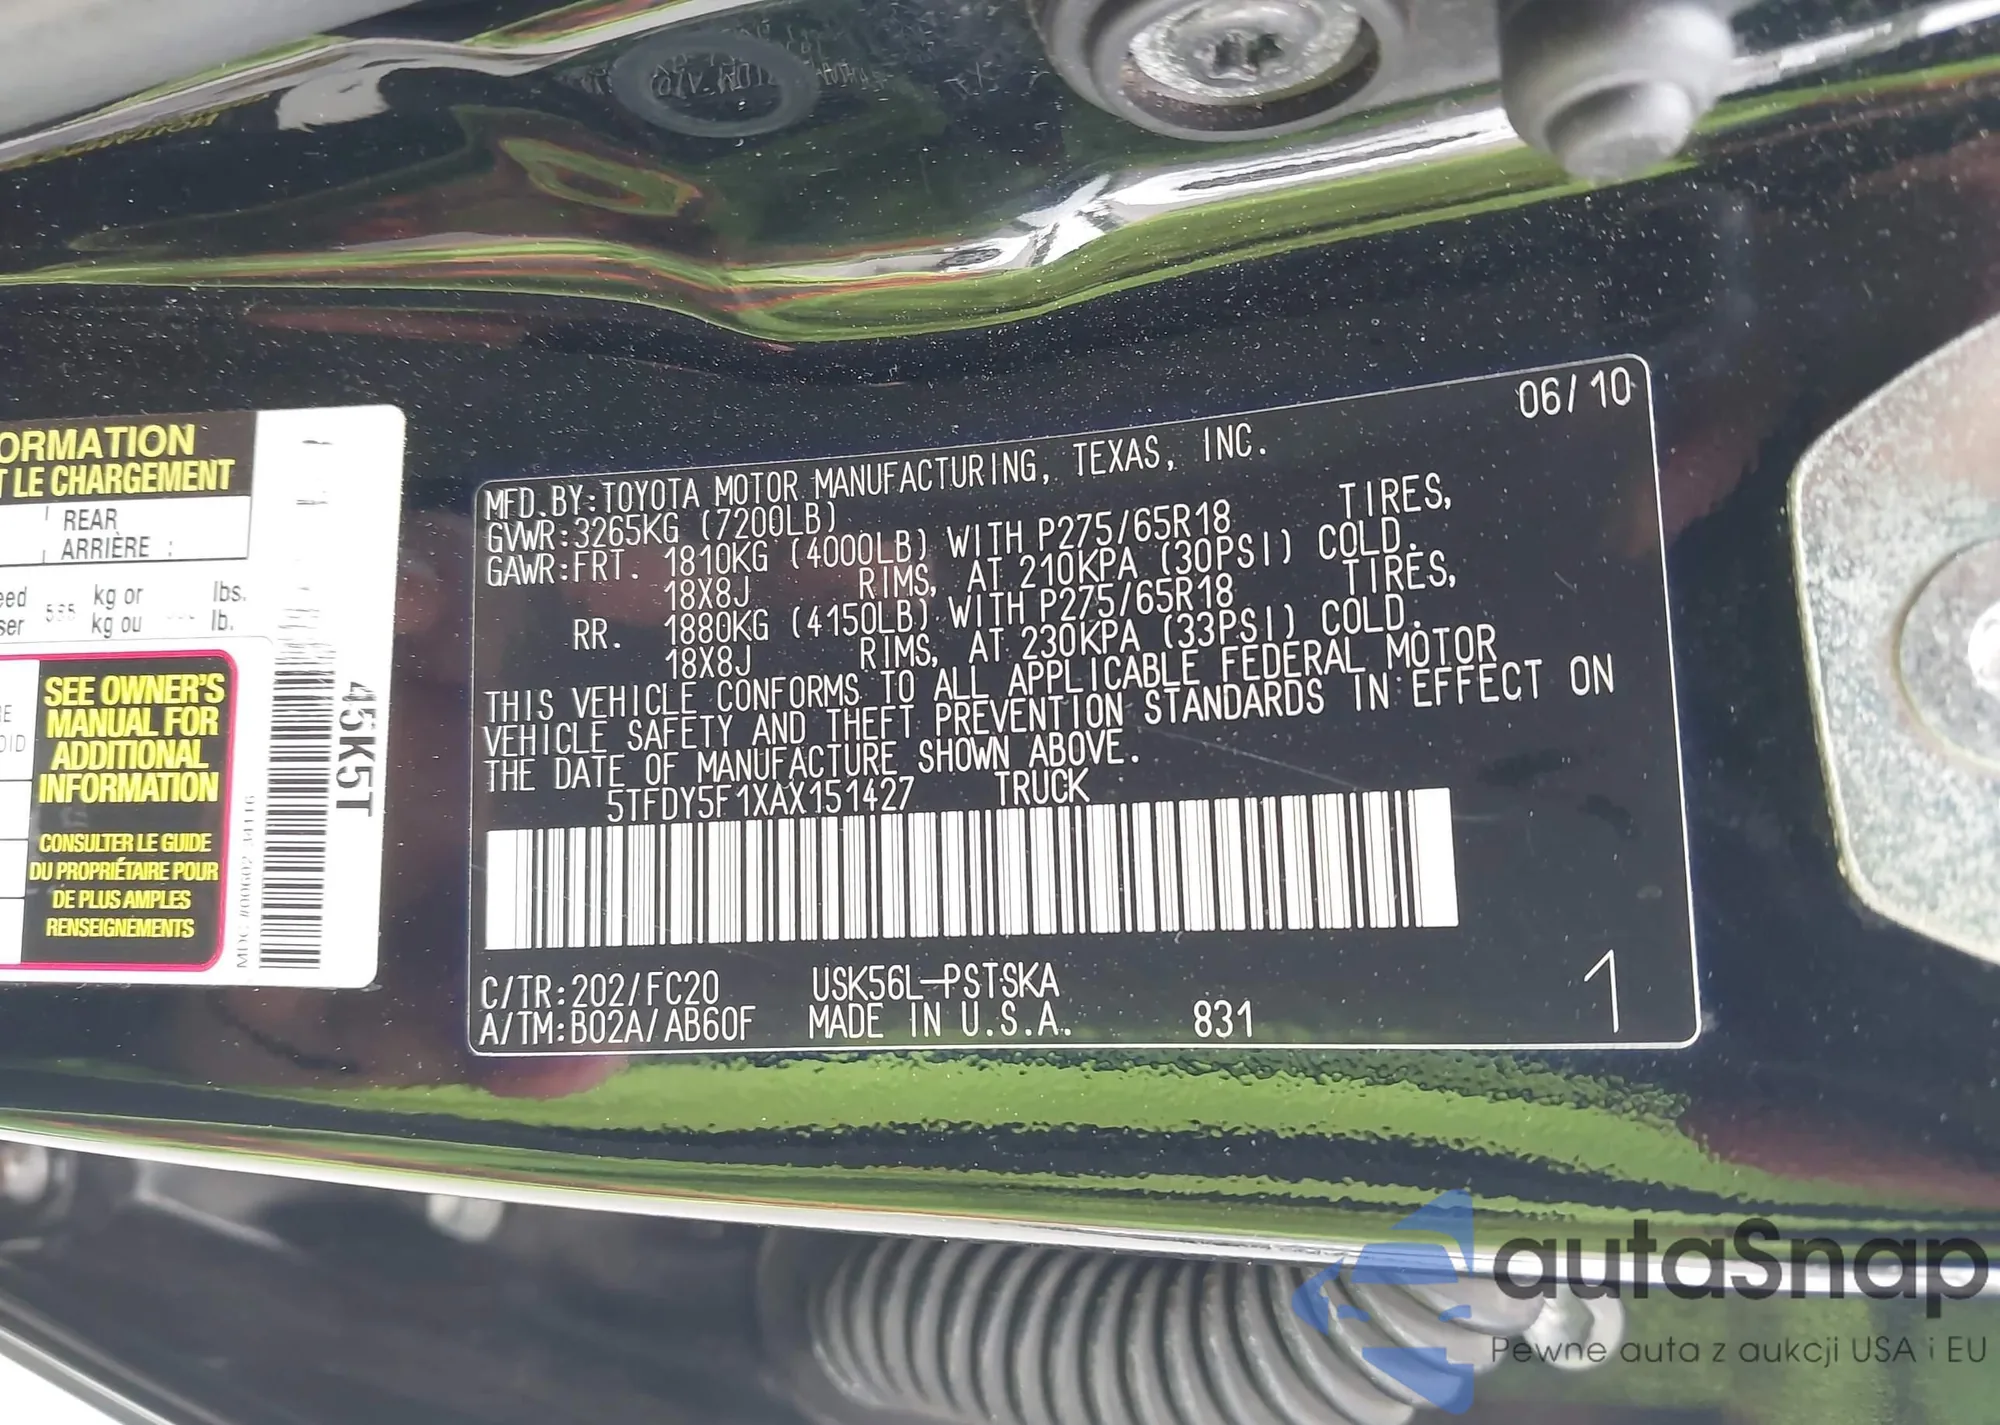 ORMATION
T LE CHARGEMENT
REAR
ARRIÈRE :
eed
ser
kg or
kg ou
lbs.
lb.
SEE OWNER'S
MANUAL FOR
ADDITIONAL
INFORMATION
CONSULTER LE GUIDE
DU PROPRIÉTAIRE POUR
DE PLUS AMPLES
RENSEIGNEMENTS
45K5T
06/10
MFD.BY:TOYOTA MOTOR MANUFACTURING, TEXAS, INC.
GVWR:3265KG (7200LB)
GAWR:FRT. 1810KG (4000LB) WITH P275/65R18 TIRES,
18X8J RIMS, AT 210KPA (30PSI) COLD.
RR. 1880KG (4150LB) WITH P275/65R18 TIRES,
18X8J RIMS, AT 230KPA (33PSI) COLD.
THIS VEHICLE CONFORMS TO ALL APPLICABLE FEDERAL MOTOR
VEHICLE SAFETY AND THEFT PREVENTION STANDARDS IN EFFECT ON
THE DATE OF MANUFACTURE SHOWN ABOVE.
5TFDY5F1XAX151427 TRUCK
C/TR:202/FC20 USK56L-PSTSKA
A/TM:B02A/AB60F MADE IN U.S.A. 831
1
autaSnap
Pewne auta z aukcji USA i EU